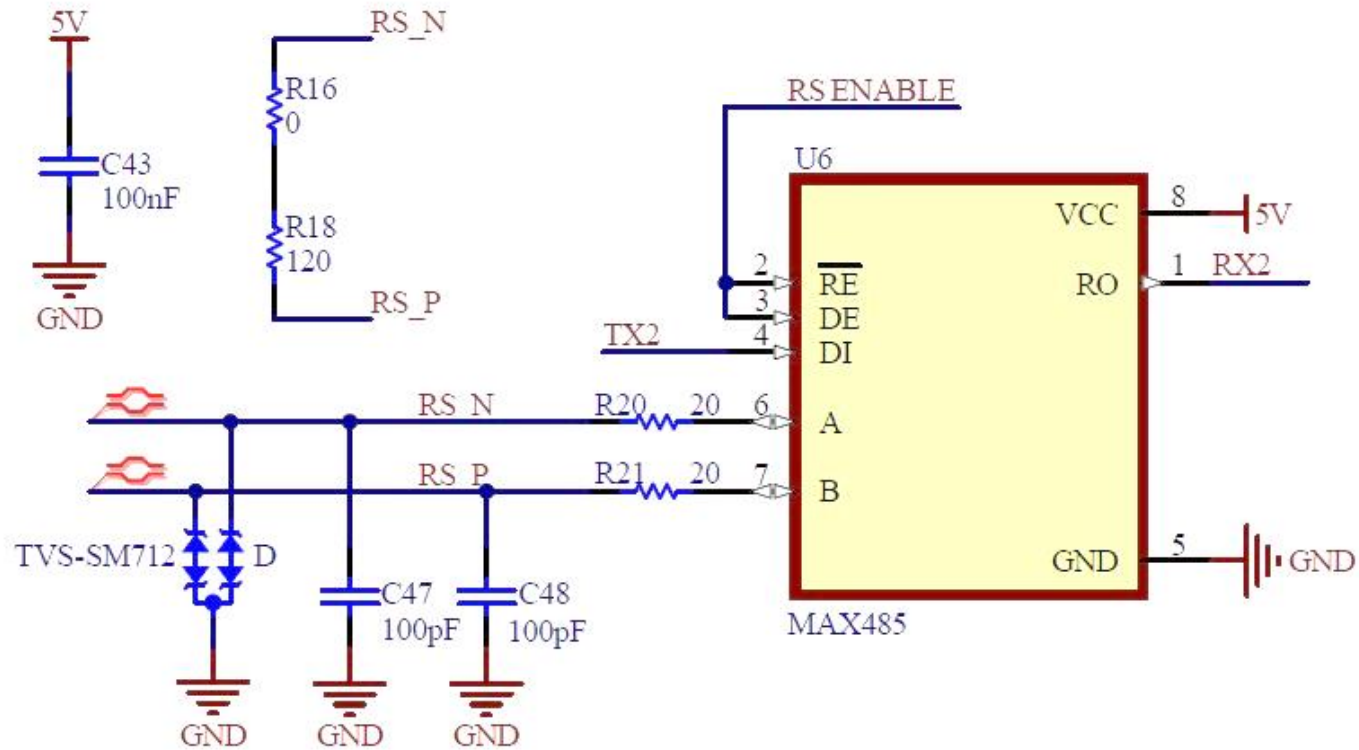 5V
C43
100nF
GND
RS_N
R16
0
R18
120
RS_P
RS ENABLE
U6
VCC
8
5V
2
RE
RO
1
RX2
3
DE
TX2
4
DI
RS_N
R20
20
6
A
RS_P
R21
20
7
B
TVS-SM712
D
C47
100pF
C48
100pF
GND
5
GND
MAX485
GND
GND
GND